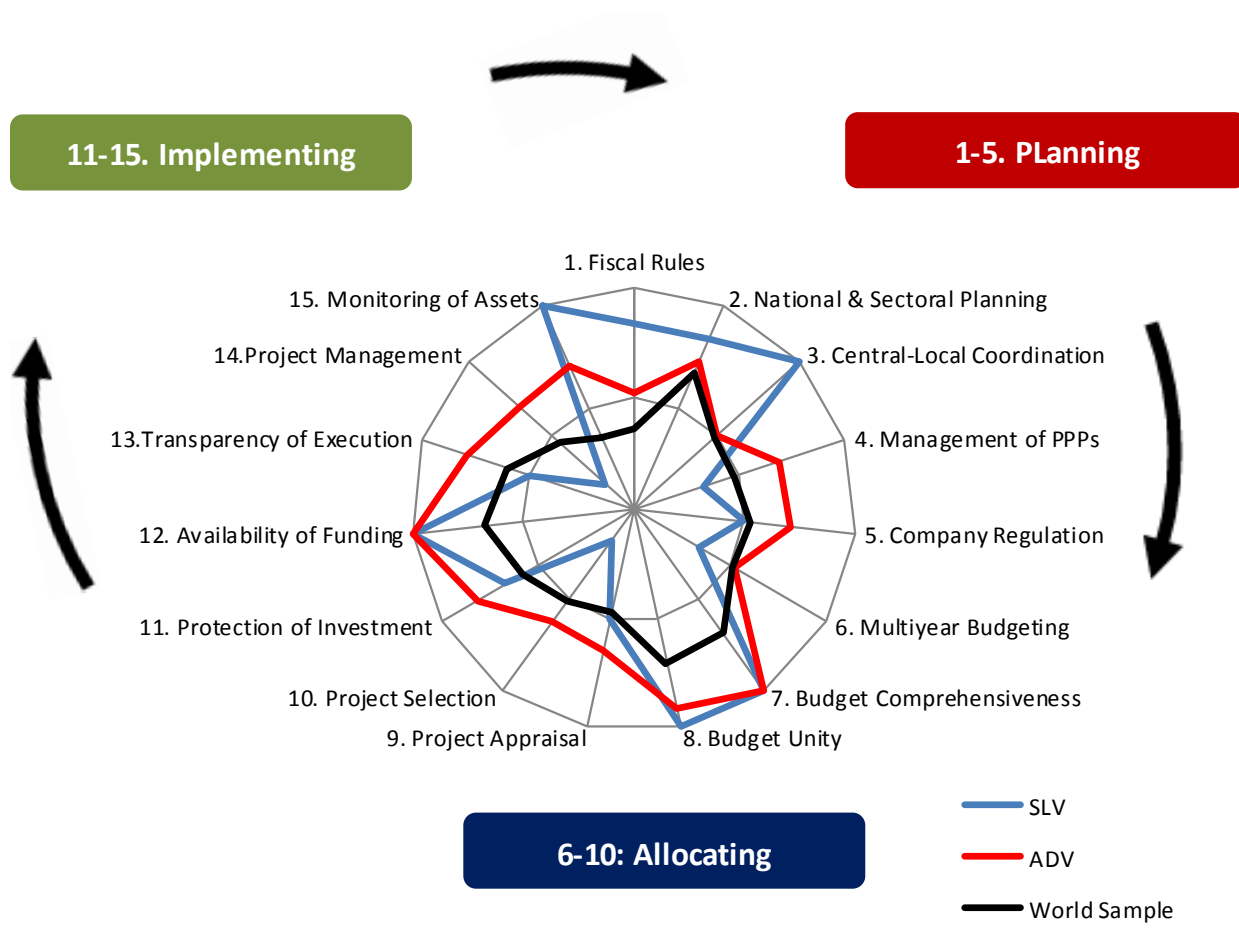 11-15. Implementing
1-5. PLanning
1. Fiscal Rules
15. Monitoring of Assets
2. National & Sectoral Planning
14.Project Management
3. Central-Local Coordination
13.Transparency of Execution
4. Management of PPPs
12. Availability of Funding
5. Company Regulation
11. Protection of Investment
6. Multiyear Budgeting
10. Project Selection
7. Budget Comprehensiveness
9. Project Appraisal
8. Budget Unity
6-10: Allocating
SLV
ADV
World Sample